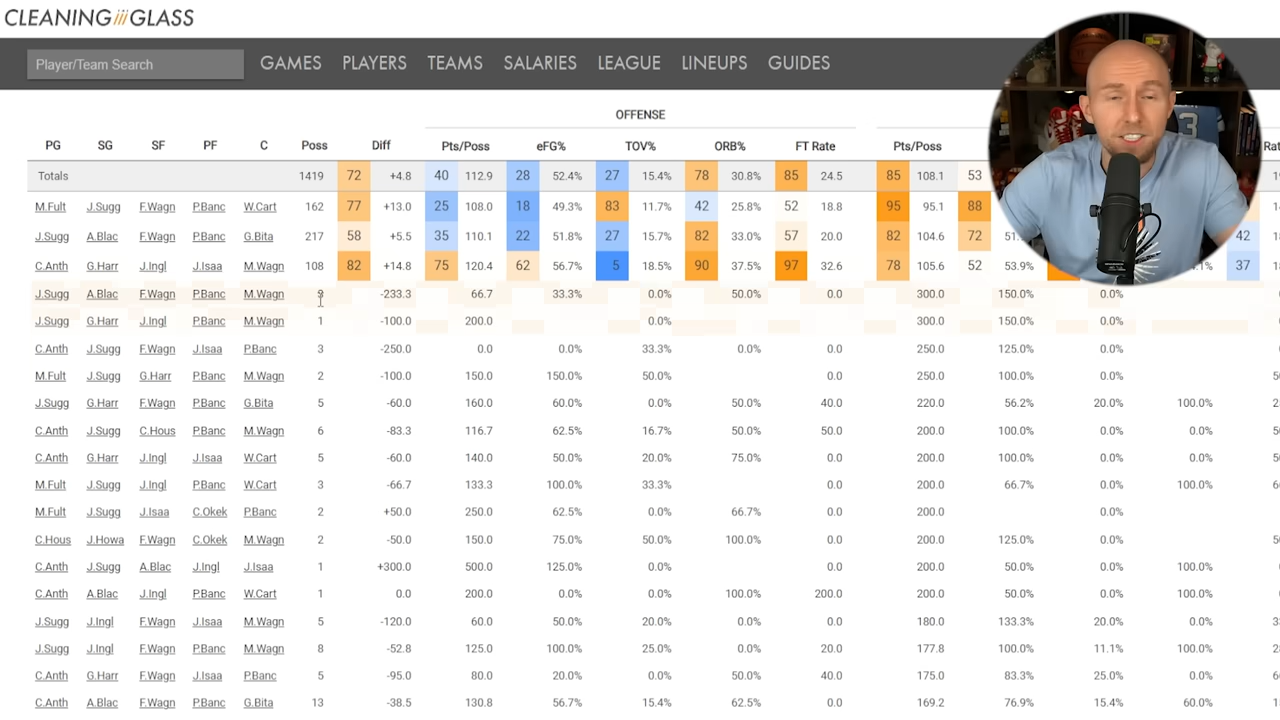 CLEANING iii GLASS
Player/Team Search GAMES PLAYERS TEAMS SALARIES LEAGUE LINEUPS GUIDES
OFFENSE
PG SG SF PF C Poss Diff Pts/Poss eFG% TOV% ORB% FT Rate Pts/Poss
Totals 1419 72 +4.8 40 112.9 28 52.4% 27 15.4% 78 30.8% 85 24.5 85 108.1 53
M.Fult J.Sugg F.Wagn P.Banc W.Cart 162 77 25 108.0 18 49.3% 83 11.7% 42 25.8% 52 18.8 95 95.1 88
J.Sugg A.Blac F.Wagn P.Banc G.Bita 217 58 +5.5 35 110.1 22 51.8% 27 15.7% 82 33.0% 57 20.0 82 104.6 72 42
C.Anth G.Harr J.Ingl J.Isaa M.Wagn 108 82 +14.8 75 120.4 62 56.7% 5 18.5% 90 37.5% 97 32.6 78 105.6 52 53.9% 37
J.Sugg A.Blac F.Wagn P.Banc M.Wagn -233.3 66.7 33.3% 0.0% 50.0% 0.0 300.0 150.0% 0.0%
J.Sugg G.Harr J.Ingl P.Banc M.Wagn 1 -100.0 200.0 0.0% 300.0 150.0% 0.0%
C.Anth J.Sugg F.Wagn J.Isaa P.Banc 3 -250.0 0.0 0.0% 33.3% 0.0% 0.0 250.0 125.0% 0.0%
M.Fult J.Sugg G.Harr P.Banc M.Wagn 2 -100.0 150.0 150.0% 50.0% 0.0 250.0 100.0% 0.0%
J.Sugg G.Harr F.Wagn P.Banc G.Bita 5 -60.0 160.0 60.0% 0.0% 50.0% 40.0 220.0 56.2% 20.0% 100.0%
C.Anth J.Sugg C.Hous P.Banc M.Wagn 6 -83.3 116.7 62.5% 16.7% 50.0% 50.0 200.0 100.0% 0.0% 0.0%
C.Anth G.Harr J.Ingl J.Isaa W.Cart 5 -60.0 140.0 50.0% 20.0% 75.0% 0.0 200.0 100.0% 0.0% 0.0%
M.Fult J.Sugg J.Ingl P.Banc W.Cart 3 -66.7 133.3 100.0% 33.3% 0.0 200.0 66.7% 0.0% 100.0%
M.Fult J.Sugg J.Isaa C.Okek P.Banc 2 +50.0 250.0 62.5% 0.0% 66.7% 0.0 200.0 0.0%
C.Hous J.Howa F.Wagn C.Okek M.Wagn 2 -50.0 150.0 75.0% 50.0% 100.0% 0.0 200.0 125.0% 0.0% 0.0%
C.Anth J.Sugg A.Blac J.Ingl J.Isaa 1 +300.0 500.0 125.0% 0.0% 0.0 200.0 0.0% 0.0% 100.0%
C.Anth A.Blac J.Ingl P.Banc W.Cart 1 0.0 200.0 0.0% 0.0% 100.0% 200.0 200.0 50.0% 0.0% 100.0%
J.Sugg J.Ingl F.Wagn J.Isaa M.Wagn 5 -120.0 60.0 50.0% 20.0% 0.0% 0.0 180.0 133.3% 20.0% 0.0%
J.Sugg J.Ingl F.Wagn P.Banc M.Wagn 8 -52.8 125.0 100.0% 25.0% 0.0% 20.0 177.8 100.0% 11.1% 100.0%
C.Anth G.Harr F.Wagn J.Isaa P.Banc 5 -95.0 80.0 20.0% 0.0% 50.0% 40.0 175.0 83.3% 25.0% 0.0%
C.Anth A.Blac F.Wagn P.Banc G.Bita 13 -38.5 130.8 56.7% 15.4% 62.5% 0.0 169.2 76.9% 15.4% 60.0%